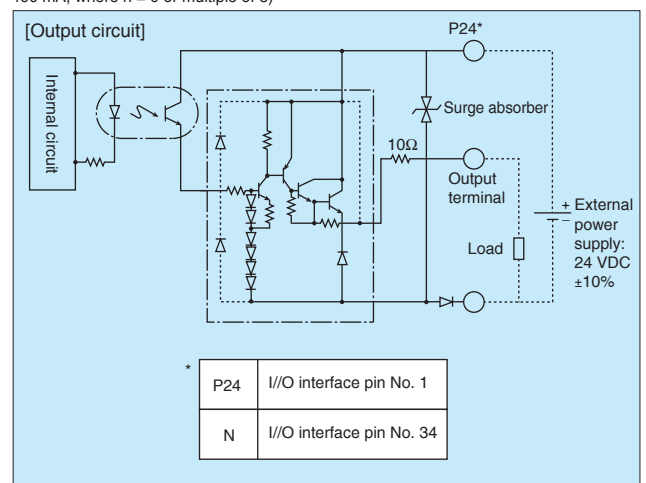 [Output circuit]
P24*
Internal circuit
Surge absorber
10Ω
Output
terminal
Load
+
−
External
power
supply:
24 VDC
±10%
*
P24 I//O interface pin No. 1
N I//O interface pin No. 34